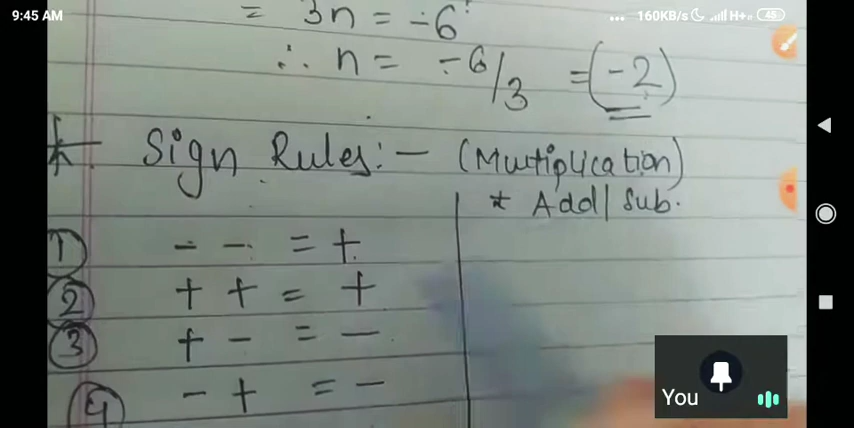 9:45 AM ... 160KB/s H+ 45
= 3n = -6
∴ n = -6/3 = (-2)
* Sign Rules:- (Multiplication)
* Add/Sub.
① - - = +
② + + = +
③ + - = -
④ - + = -
You